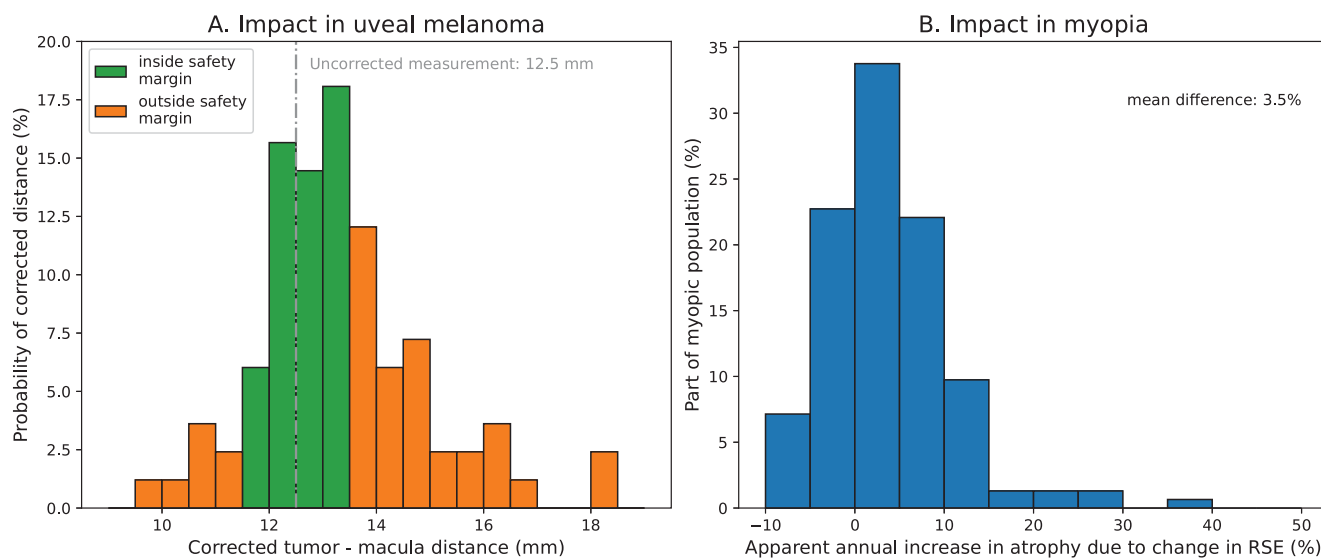 A. Impact in uveal melanoma
20.0
17.5
15.0
12.5
10.0
7.5
5.0
2.5
0.0
Probability of corrected distance (%)
inside safety
margin
outside safety
margin
Uncorrected measurement: 12.5 mm
10
12
14
16
18
Corrected tumor - macula distance (mm)
B. Impact in myopia
35
30
25
20
15
10
5
0
Part of myopic population (%)
mean difference: 3.5%
−10
0
10
20
30
40
50
Apparent annual increase in atrophy due to change in RSE (%)